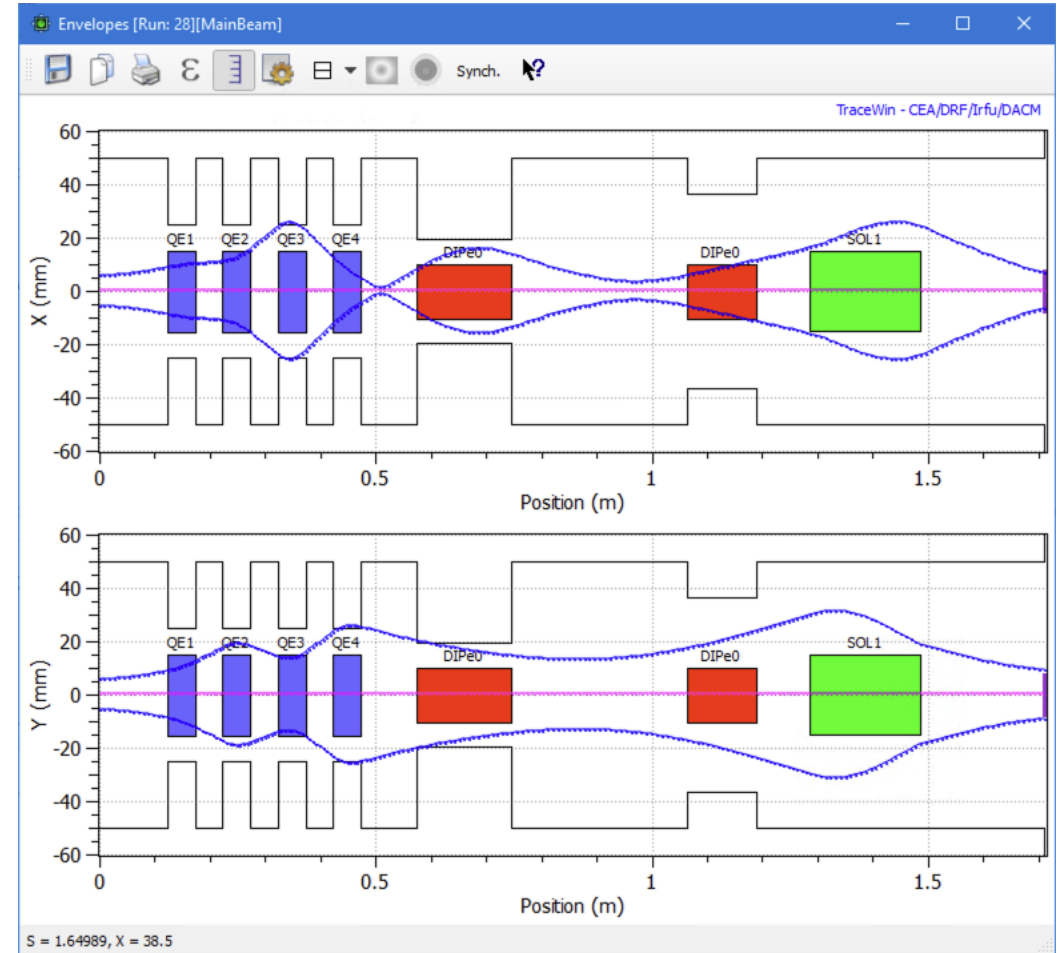 Envelopes [Run: 28][MainBeam]
ε Synch. ?
TraceWin - CEA/DRF/Irfu/DACM
60
40
20
0
-20
-40
-60
X (mm)
QE1 QE2 QE3 QE4 DIPe0 DIPe0 SOL1
0 0.5 1 1.5
Position (m)
60
40
20
0
-20
-40
-60
Y (mm)
QE1 QE2 QE3 QE4 DIPe0 DIPe0 SOL1
0 0.5 1 1.5
Position (m)
S = 1.64989, X = 38.5